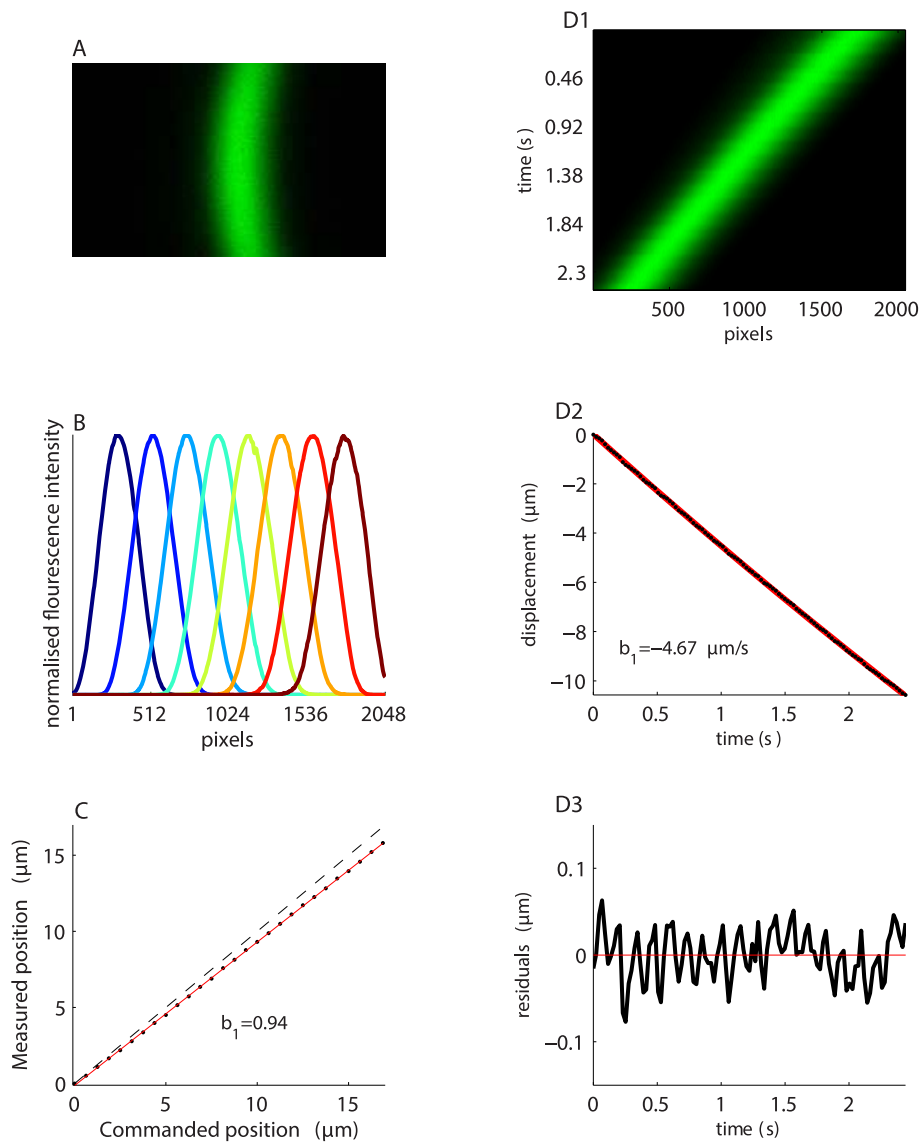 A
D1
0.46
0.92
1.38
1.84
2.3
time (s)
500 1000 1500 2000
pixels
B
normalised flourescence intensity
1 512 1024 1536 2048
pixels
D2
0
−2
−4
−6
−8
−10
displacement (μm)
b1=−4.67 μm/s
0 0.5 1 1.5 2
time (s)
C
15
10
5
0
Measured position (μm)
b1=0.94
0 5 10 15
Commanded position (μm)
D3
0.1
0
−0.1
residuals (μm)
0 0.5 1 1.5 2
time (s)